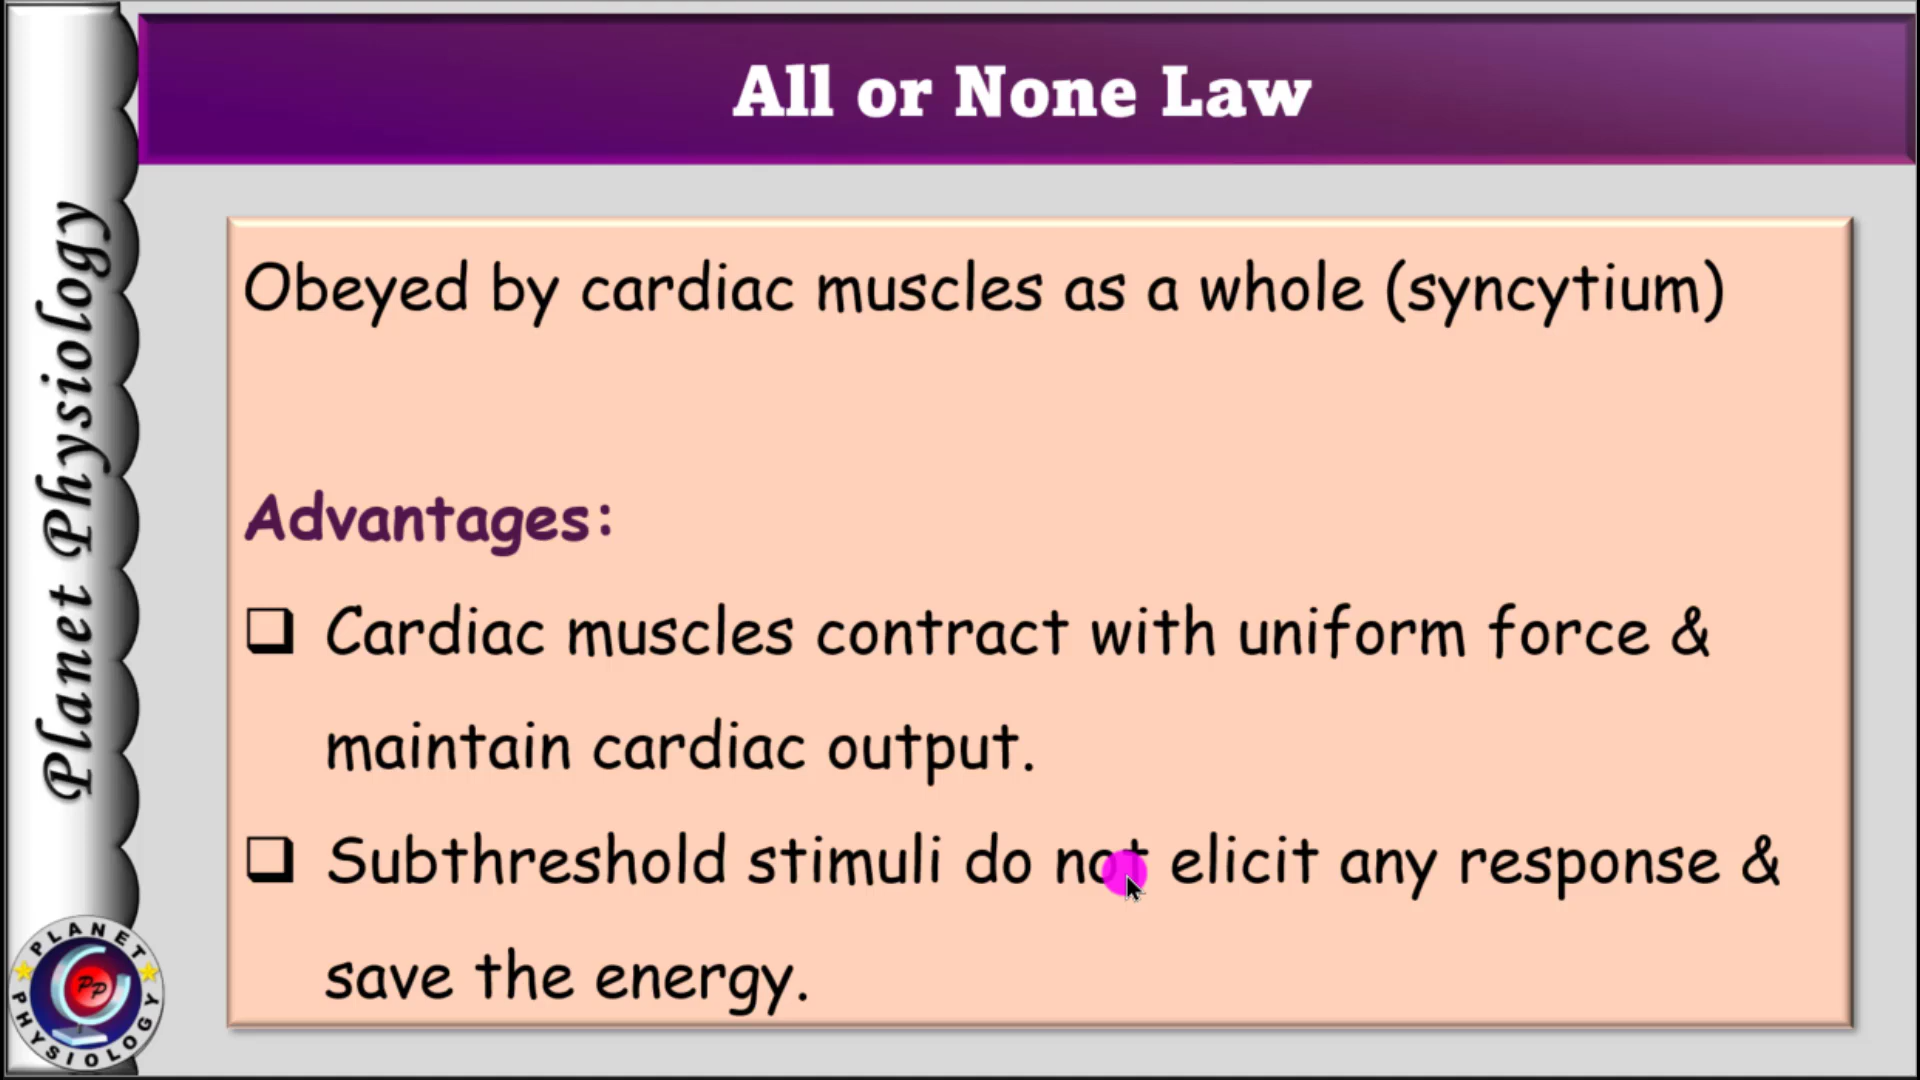 All or None Law
Planet Physiology
Obeyed by cardiac muscles as a whole (syncytium)
Advantages:
❑ Cardiac muscles contract with uniform force &
maintain cardiac output.
❑ Subthreshold stimuli do not elicit any response &
save the energy.
PLANET
PP
PHYSIOLOGY